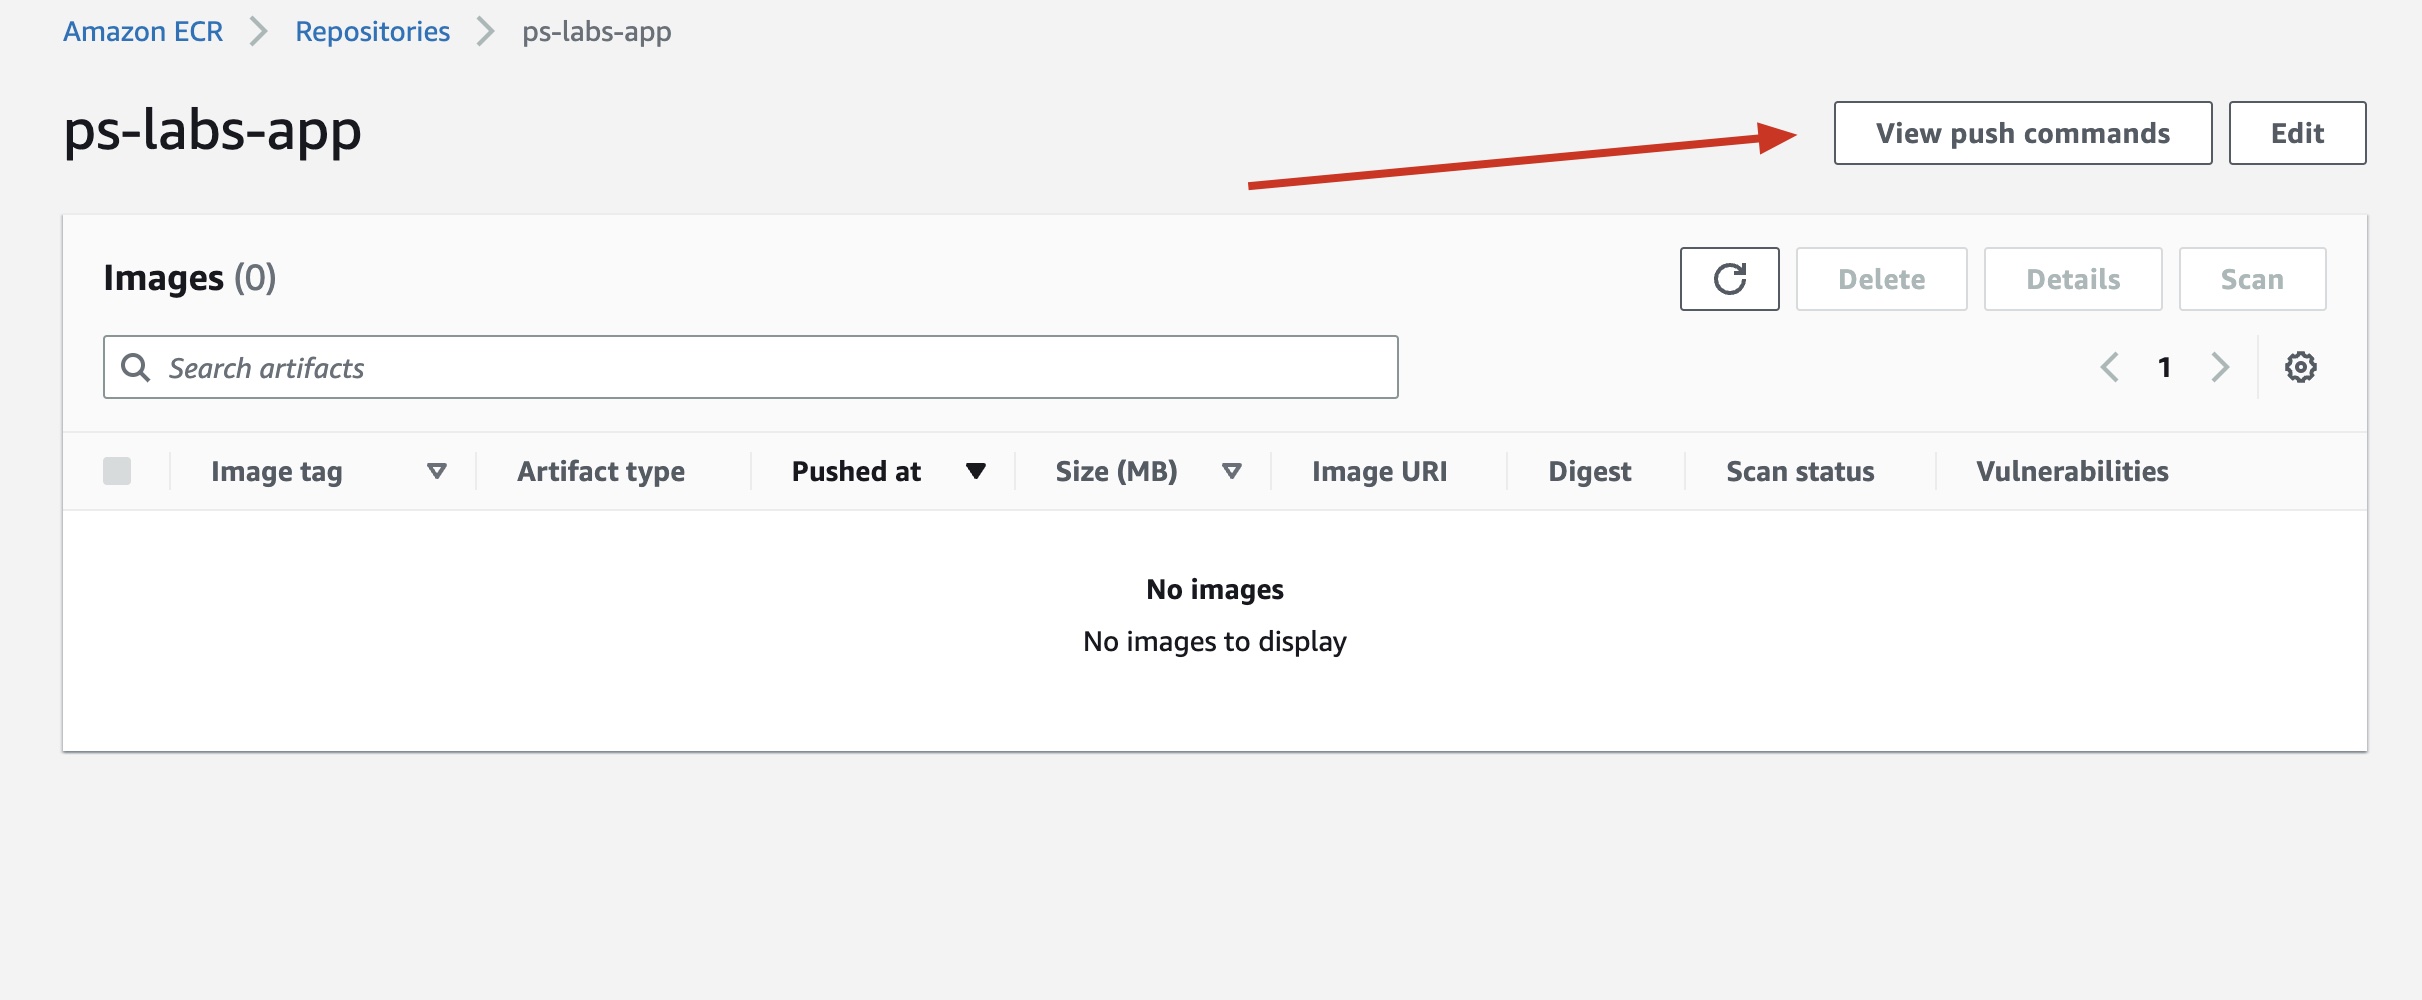 Amazon ECR Repositories ps-labs-app
ps-labs-app
View push commands Edit
Images (0)
Delete Details Scan
Search artifacts
1
Image tag Artifact type Pushed at Size (MB) Image URI Digest Scan status Vulnerabilities
No images
No images to display